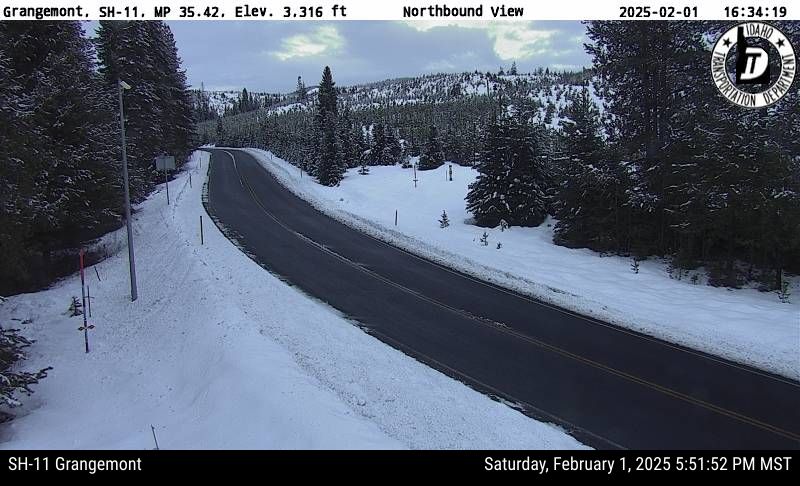 Grangemont, SH-11, MP 35.42, Elev. 3,316 ft Northbound View 2025-02-01 16:34:19
IDAHO
TRANSPORTATION DEPARTMENT
SH-11 Grangemont Saturday, February 1, 2025 5:51:52 PM MST